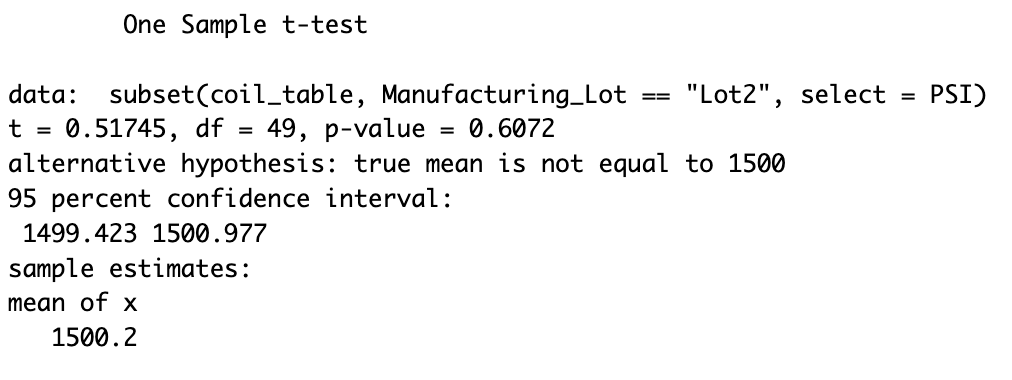 One Sample t-test
data:  subset(coil_table, Manufacturing_Lot == "Lot2", select = PSI)
t = 0.51745, df = 49, p-value = 0.6072
alternative hypothesis: true mean is not equal to 1500
95 percent confidence interval:
1499.423 1500.977
sample estimates:
mean of x
1500.2